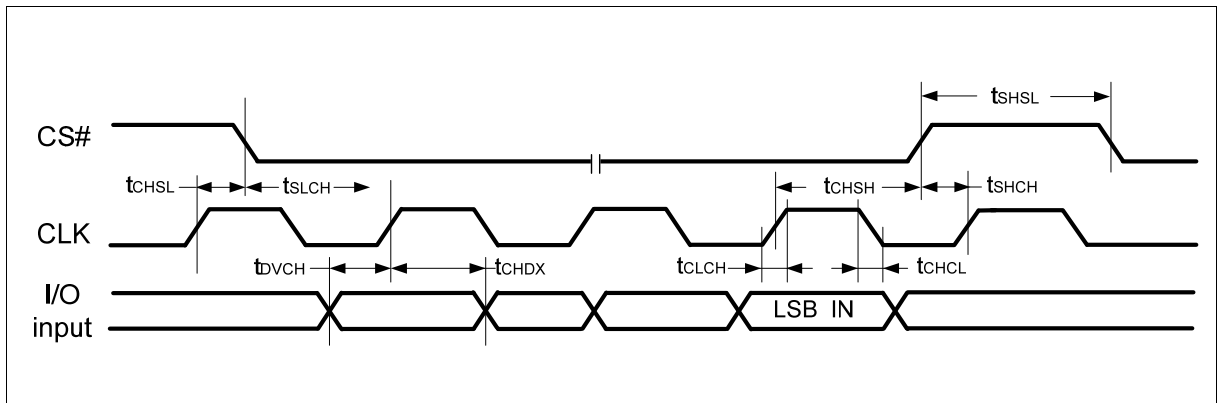 tSHSL
CS#
tCHSL
tSLCH
tCHSH
tSHCH
CLK
tDVCH
tCHDX
tCLCH
tCHCL
I/O
input
LSB IN